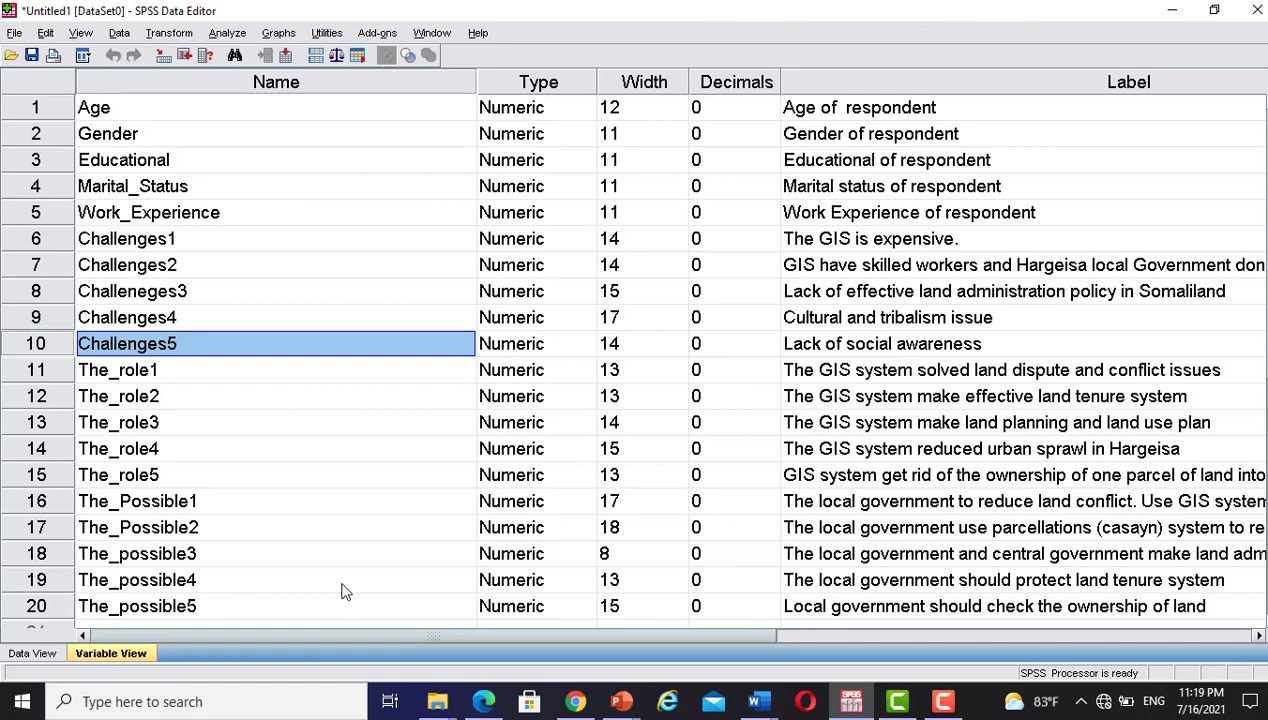 *Untitled1 [DataSet0] - SPSS Data Editor
File Edit View Data Transform Analyze Graphs Utilities Add-ons Window Help
Name Type Width Decimals Label
1 Age Numeric 12 0 Age of respondent
2 Gender Numeric 11 0 Gender of respondent
3 Educational Numeric 11 0 Educational of respondent
4 Marital_Status Numeric 11 0 Marital status of respondent
5 Work_Experience Numeric 11 0 Work Experience of respondent
6 Challenges1 Numeric 14 0 The GIS is expensive.
7 Challenges2 Numeric 14 0 GIS have skilled workers and Hargeisa local Government don
8 Challeneges3 Numeric 15 0 Lack of effective land administration policy in Somaliland
9 Challenges4 Numeric 17 0 Cultural and tribalism issue
10 Challenges5 Numeric 14 0 Lack of social awareness
11 The_role1 Numeric 13 0 The GIS system solved land dispute and conflict issues
12 The_role2 Numeric 13 0 The GIS system make effective land tenure system
13 The_role3 Numeric 14 0 The GIS system make land planning and land use plan
14 The_role4 Numeric 15 0 The GIS system reduced urban sprawl in Hargeisa
15 The_role5 Numeric 13 0 GIS system get rid of the ownership of one parcel of land into
16 The_Possible1 Numeric 17 0 The local government to reduce land conflict. Use GIS system
17 The_Possible2 Numeric 18 0 The local government use parcellations (casayn) system to re
18 The_possible3 Numeric 8 0 The local government and central government make land adm
19 The_possible4 Numeric 13 0 The local government should protect land tenure system
20 The_possible5 Numeric 15 0 Local government should check the ownership of land
Data View Variable View
SPSS Processor is ready
Type here to search 83°F ENG 11:19 PM
7/16/2021